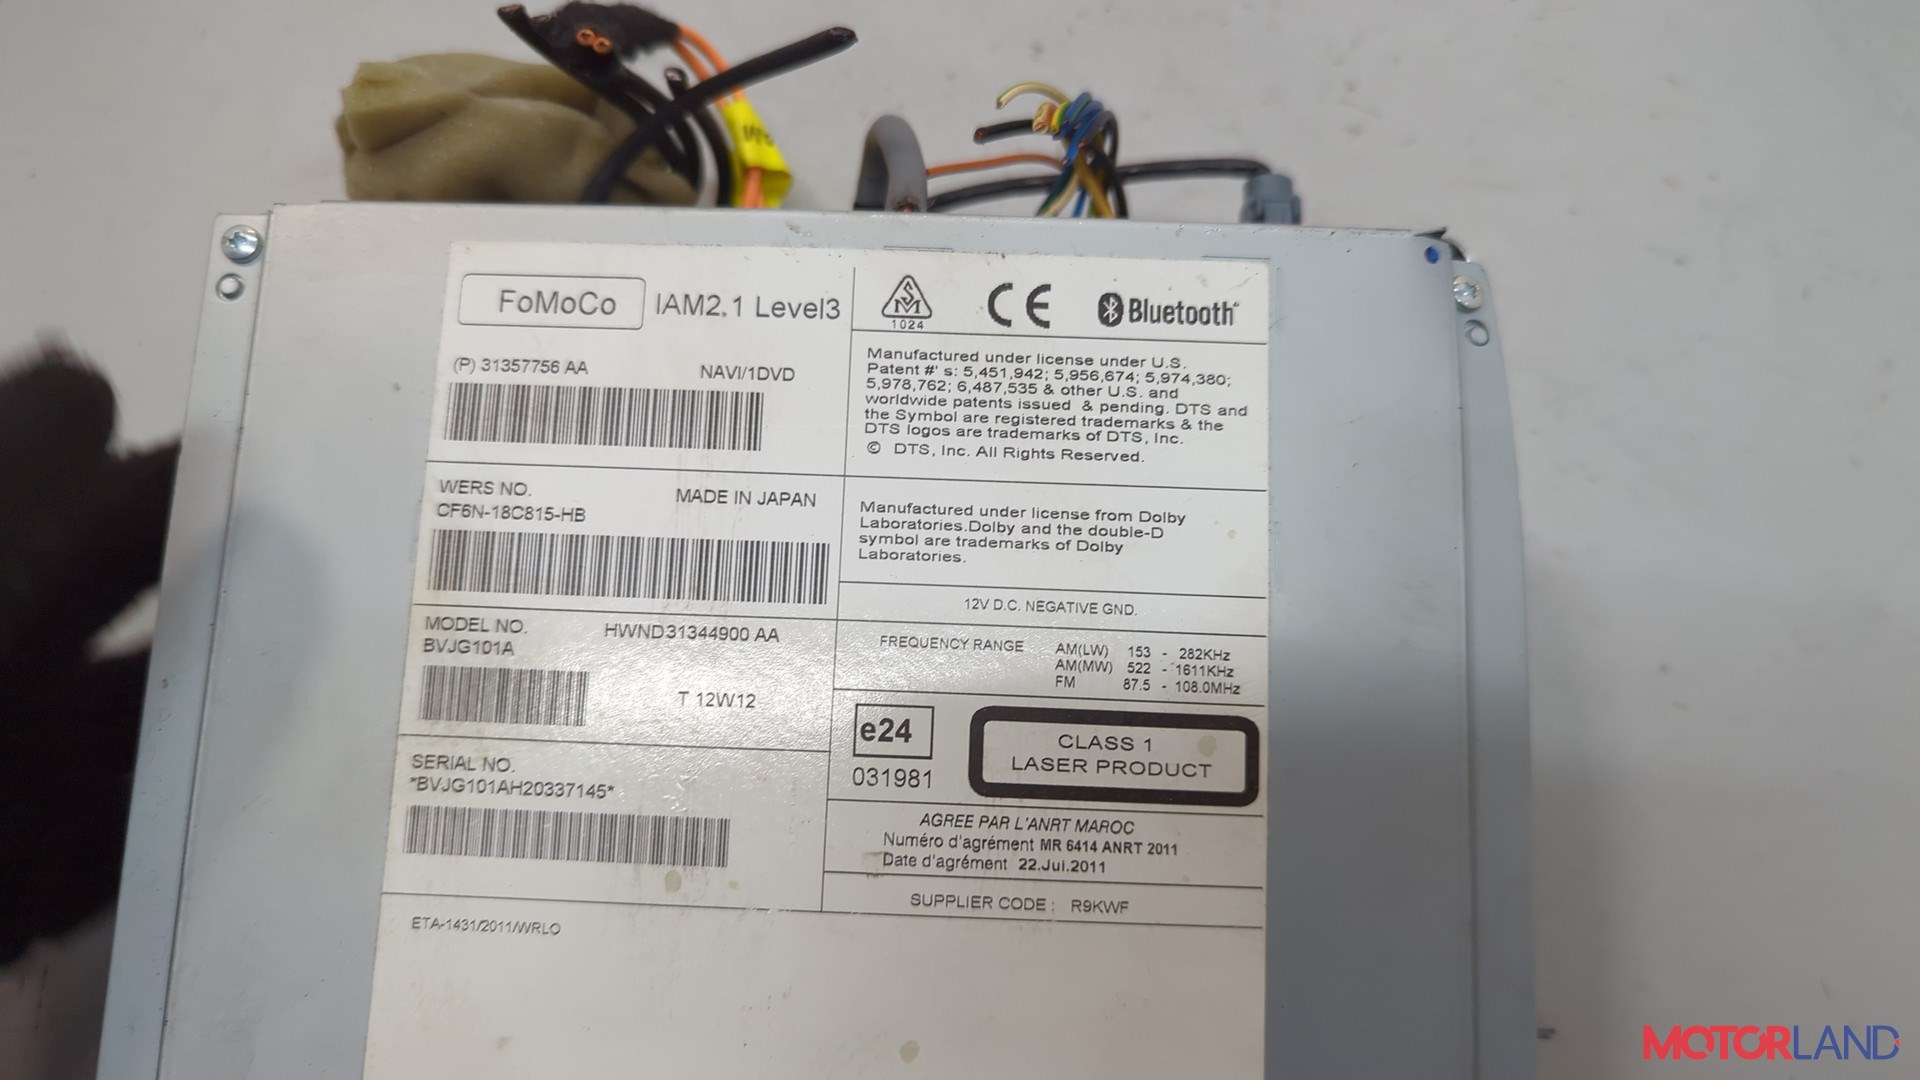 FoMoCo IAM2.1 Level3
(P) 31357756 AA NAVI/1DVD
WERS NO. MADE IN JAPAN
CF6N-18C815-HB
MODEL NO. HWND31344900 AA
BVJG101A
T 12W12
SERIAL NO.
*BVJG101AH20337145*
ETA-1431/2011/WRLO
SM
1024
CE
Bluetooth
Manufactured under license under U.S.
Patent #' s: 5,451,942; 5,956,674; 5,974,380;
5,978,762; 6,487,535 & other U.S. and
worldwide patents issued & pending. DTS and
the Symbol are registered trademarks & the
DTS logos are trademarks of DTS, Inc.
© DTS, Inc. All Rights Reserved.
Manufactured under license from Dolby
Laboratories.Dolby and the double-D
symbol are trademarks of Dolby
Laboratories.
12V D.C. NEGATIVE GND.
FREQUENCY RANGE AM(LW) 153 - 282KHz
AM(MW) 522 - 1611KHz
FM 87.5 - 108.0MHz
e24
031981
CLASS 1
LASER PRODUCT
AGREE PAR L'ANRT MAROC
Numéro d'agrément MR 6414 ANRT 2011
Date d'agrément 22.Jul.2011
SUPPLIER CODE : R9KWF
MOTORLAND